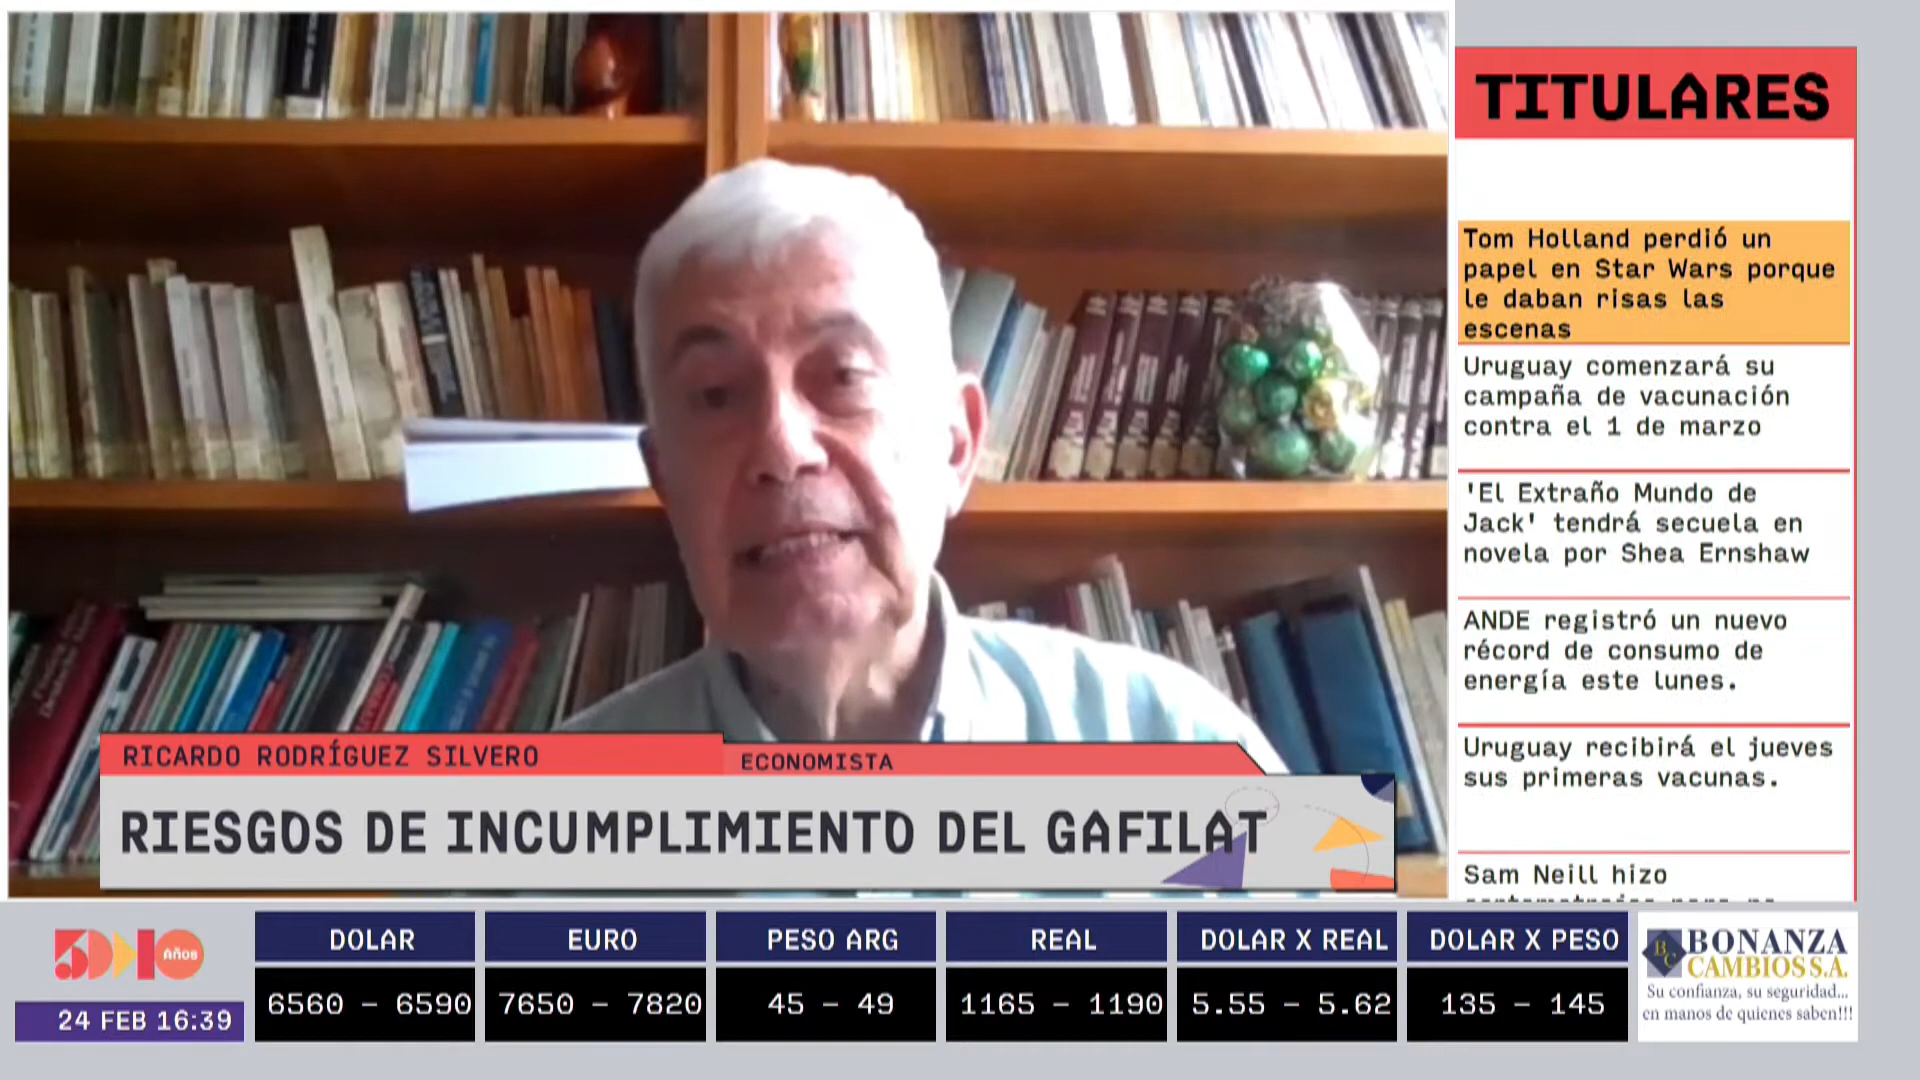 TITULARES
Tom Holland perdió un
papel en Star Wars porque
le daban risas las
escenas
Uruguay comenzará su
campaña de vacunación
contra el 1 de marzo
'El Extraño Mundo de
Jack' tendrá secuela en
novela por Shea Ernshaw
ANDE registró un nuevo
récord de consumo de
energía este lunes.
Uruguay recibirá el jueves
sus primeras vacunas.
Sam Neill hizo
RICARDO RODRÍGUEZ SILVERO
ECONOMISTA
RIESGOS DE INCUMPLIMIENTO DEL GAFILAT
Años
24 FEB 16:39
DOLAR
6560 - 6590
EURO
7650 - 7820
PESO ARG
45 - 49
REAL
1165 - 1190
DOLAR X REAL
5.55 - 5.62
DOLAR X PESO
135 - 145
BC
BONANZA
CAMBIOS S.A.
Su confianza, su seguridad...
en manos de quienes saben!!!